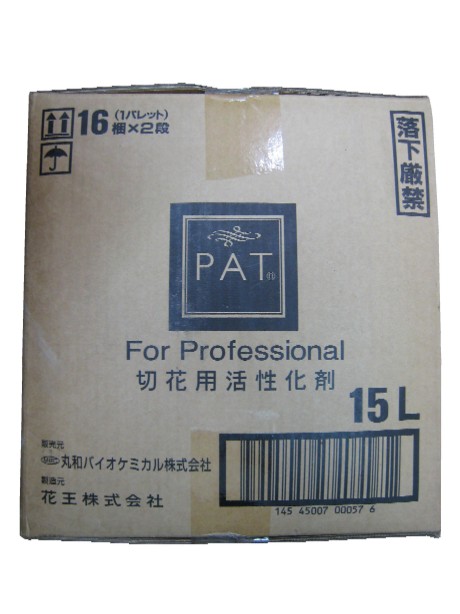 16 (1パレット)
梱×2段
落下厳禁
PAT®
For Professional
切花用活性化剤
15L
販売元
丸和バイオケミカル株式会社
製造元
花王株式会社
145 45007 00057 6